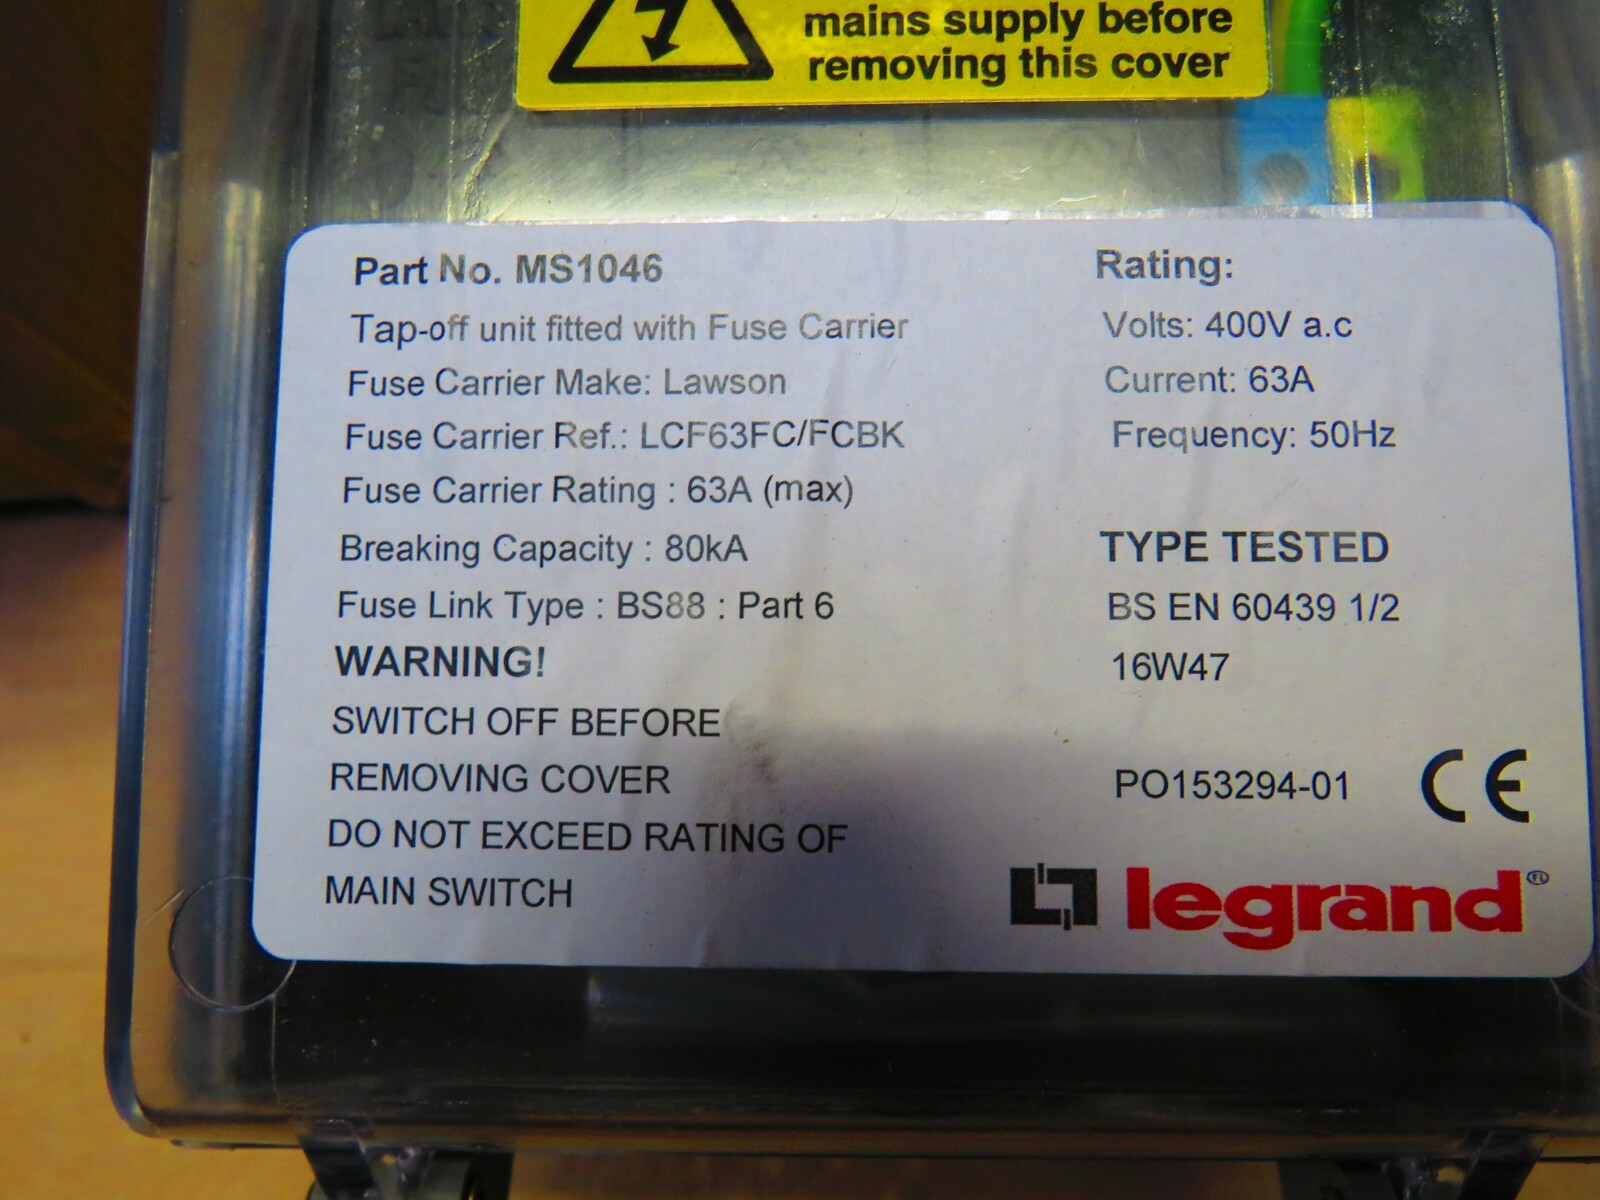 mains supply before
removing this cover
Part No. MS1046
Tap-off unit fitted with Fuse Carrier
Fuse Carrier Make: Lawson
Fuse Carrier Ref.: LCF63FC/FCBK
Fuse Carrier Rating : 63A (max)
Breaking Capacity : 80kA
Fuse Link Type : BS88 : Part 6
WARNING!
SWITCH OFF BEFORE
REMOVING COVER
DO NOT EXCEED RATING OF
MAIN SWITCH
Rating:
Volts: 400V a.c
Current: 63A
Frequency: 50Hz
TYPE TESTED
BS EN 60439 1/2
16W47
PO153294-01 CE
legrand®